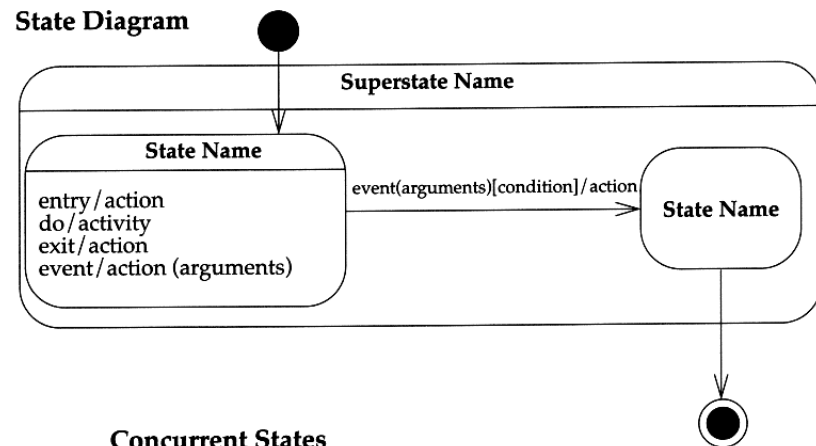 State Diagram
Superstate Name
State Name
entry/action
do/activity
exit/action
event/action (arguments)
event(arguments)[condition]/action
State Name
Concurrent States